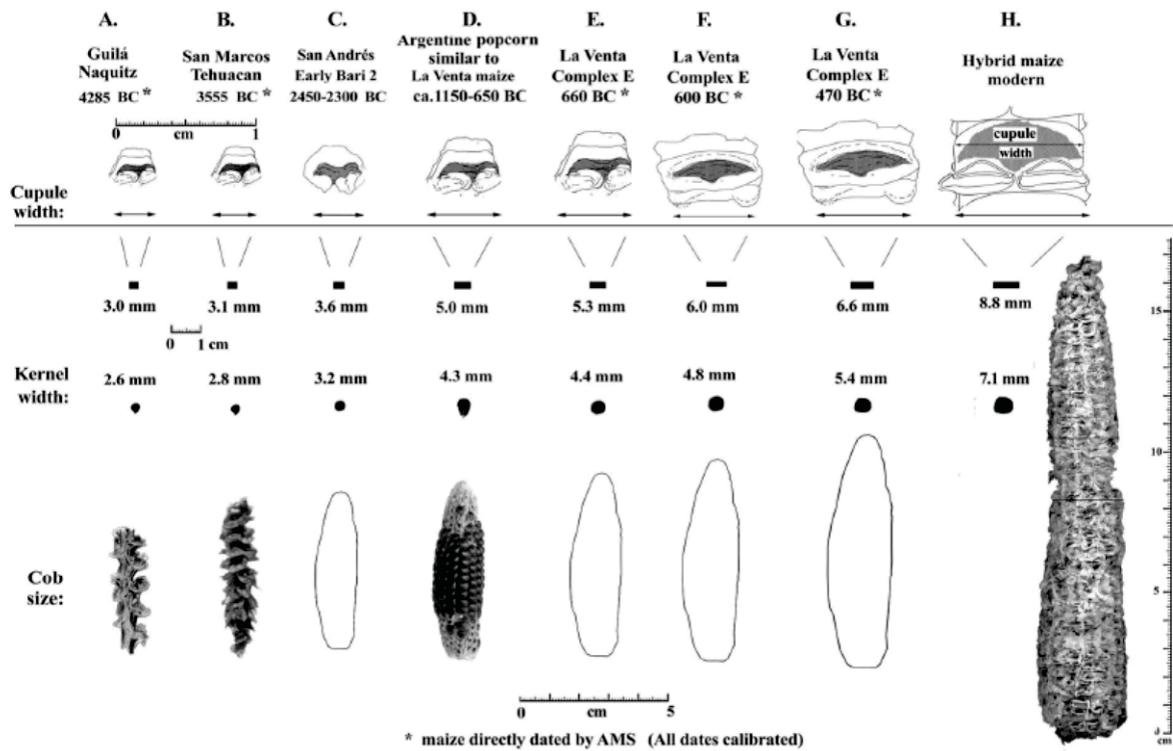 A.
Guilá
Naquitz
4285 BC *
B.
San Marcos
Tehuacan
3555 BC *
C.
San Andrés
Early Bari 2
2450-2300 BC
D.
Argentine popcorn
similar to
La Venta maize
ca.1150-650 BC
E.
La Venta
Complex E
660 BC *
F.
La Venta
Complex E
600 BC *
G.
La Venta
Complex E
470 BC *
H.
Hybrid maize
modern
0 cm 1
cupule
width
Cupule
width:
3.0 mm 3.1 mm 3.6 mm 5.0 mm 5.3 mm 6.0 mm 6.6 mm 8.8 mm
0 1 cm
Kernel
width:
2.6 mm 2.8 mm 3.2 mm 4.3 mm 4.4 mm 4.8 mm 5.4 mm 7.1 mm
Cob
size:
15
10
5
0
cm
0 cm 5
* maize directly dated by AMS (All dates calibrated)